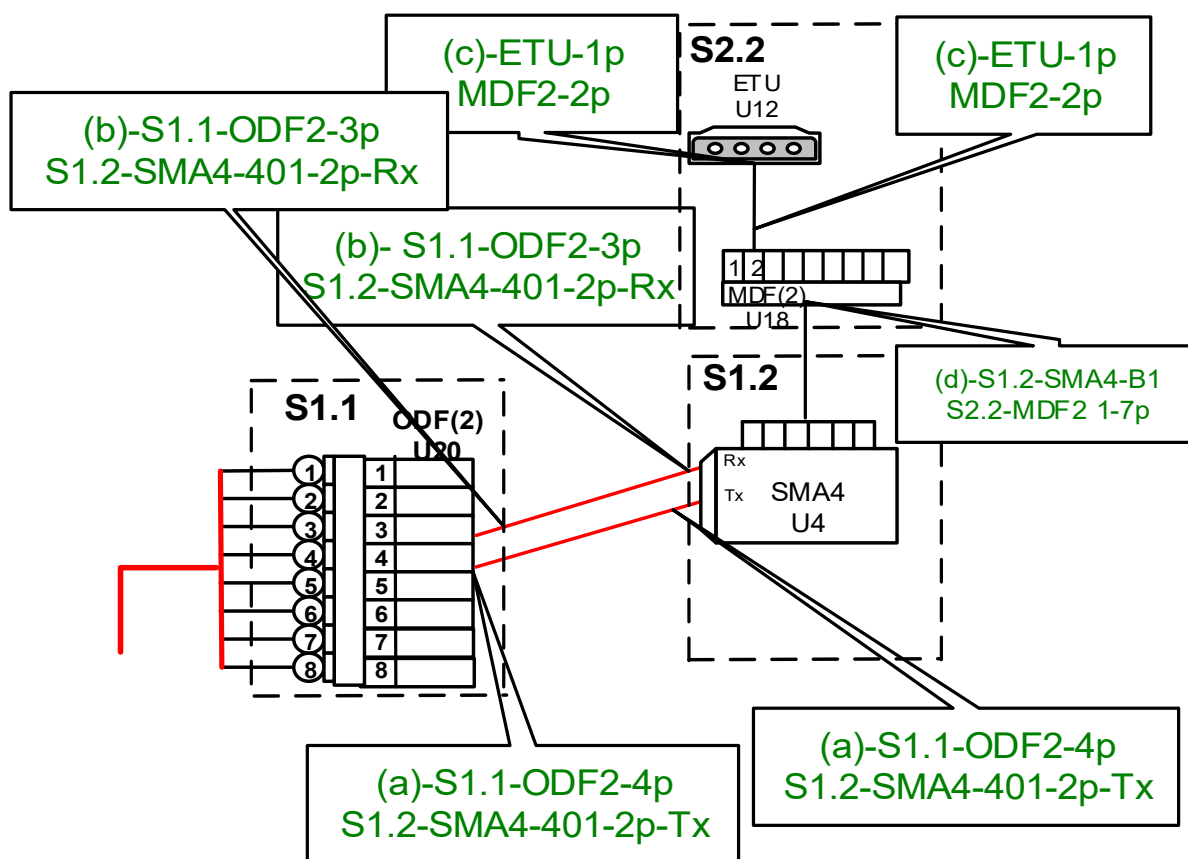 (c)-ETU-1p
MDF2-2p
S2.2
ETU
U12
(c)-ETU-1p
MDF2-2p
(b)-S1.1-ODF2-3p
S1.2-SMA4-401-2p-Rx
(b)- S1.1-ODF2-3p
S1.2-SMA4-401-2p-Rx
1 2
MDF(2)
U18
S1.2
(d)-S1.2-SMA4-B1
S2.2-MDF2 1-7p
S1.1
ODF(2)
U20
Rx
Tx
SMA4
U4
1 1
2 2
3 3
4 4
5 5
6 6
7 7
8 8
(a)-S1.1-ODF2-4p
S1.2-SMA4-401-2p-Tx
(a)-S1.1-ODF2-4p
S1.2-SMA4-401-2p-Tx